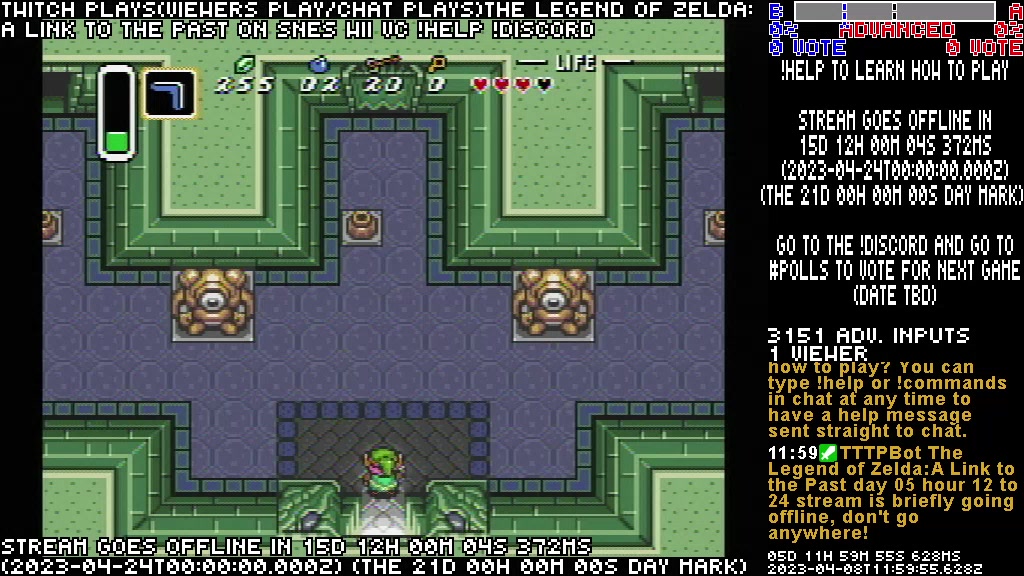 TWITCH PLAYS(VIEWERS PLAY/CHAT PLAYS)THE LEGEND OF ZELDA:
A LINK TO THE PAST ON SNES WII VC !HELP !DISCORD
B A
0% ADVANCED 0%
0 VOTE 0 VOTE
!HELP TO LEARN HOW TO PLAY
255 02 20 0 LIFE
STREAM GOES OFFLINE IN
15D 12H 00M 04S 372MS
(2023-04-24T00:00:00.000Z)
(THE 21D 00H 00M 00S DAY MARK)
GO TO THE !DISCORD AND GO TO
#POLLS TO VOTE FOR NEXT GAME
(DATE TBD)
3151 ADV. INPUTS
1 VIEWER
how to play? You can
type !help or !commands
in chat at any time to
have a help message
sent straight to chat.
11:59 TTTPBot The
Legend of Zelda:A Link to
the Past day 05 hour 12 to
24 stream is briefly going
offline, don't go
anywhere!
05D 11H 59M 55S 628MS
2023-04-08T11:59:55.628Z
STREAM GOES OFFLINE IN 15D 12H 00M 04S 372MS
(2023-04-24T00:00:00.000Z) (THE 21D 00H 00M 00S DAY MARK)